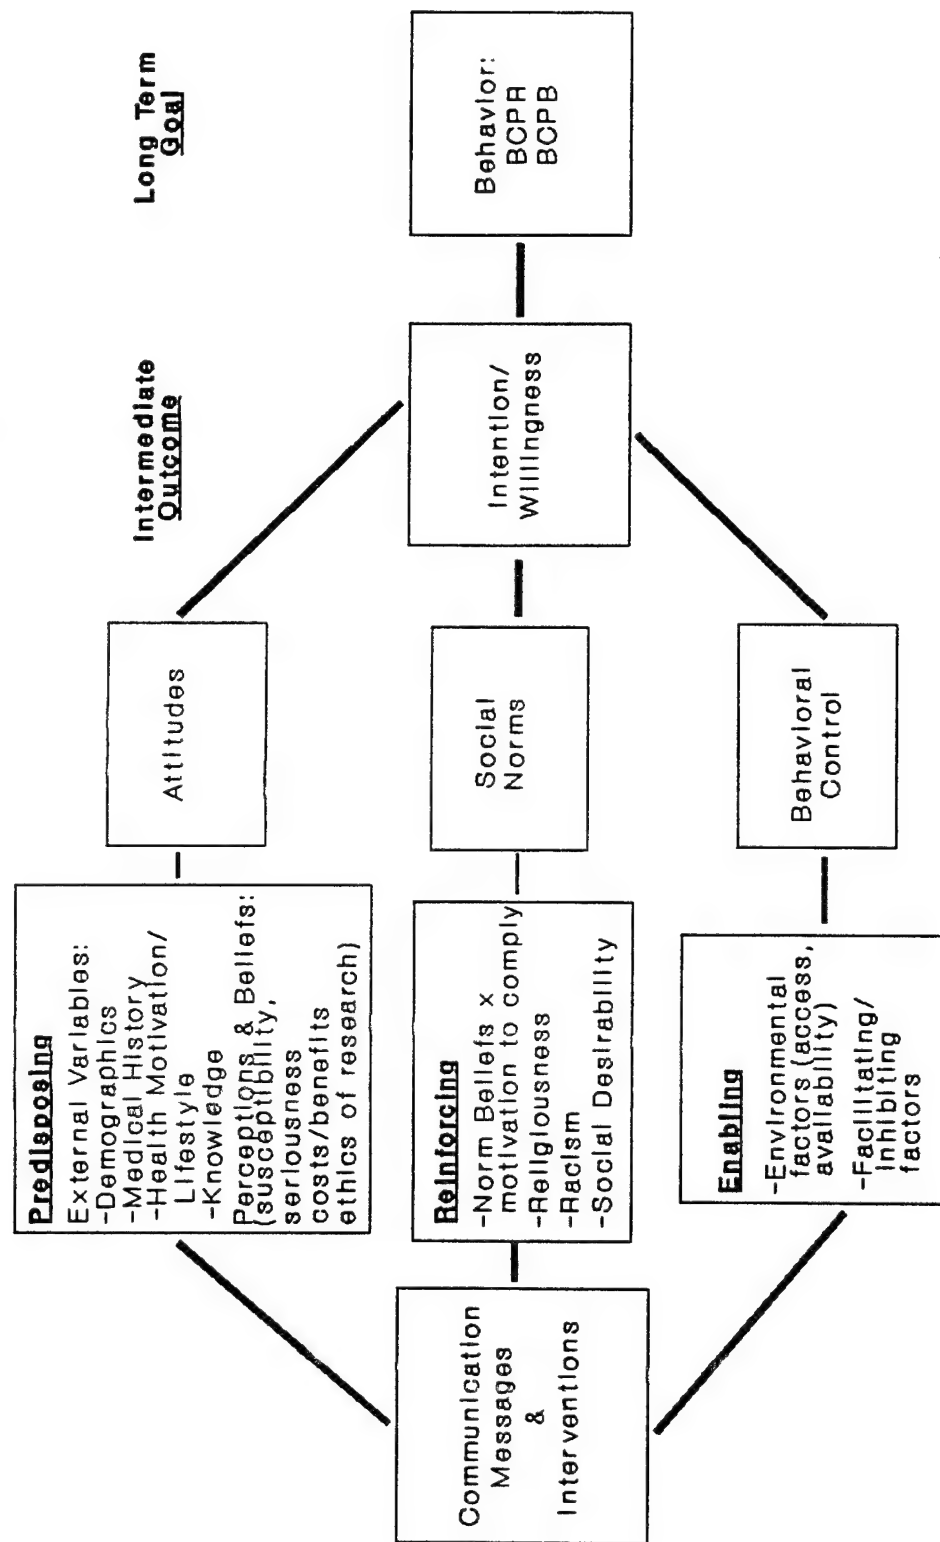 Long Term
Goal
Intermediate
Outcome
Predisposing
External Variables:
-Demographics
-Medical History
-Health Motivation/
Lifestyle
-Knowledge
Perceptions & Beliefs:
(susceptibility,
seriousness
costs/benefits
ethics of research)
Attitudes
Communication
Messages
&
Interventions
Reinforcing
-Norm Beliefs x
motivation to comply
-Religiousness
-Racism
-Social Desirability
Social
Norms
Intention/
Willingness
Behavior:
BCPR
BCPB
Enabling
-Environmental
factors (access,
availability)
-Facilitating/
inhibiting
factors
Behavioral
Control